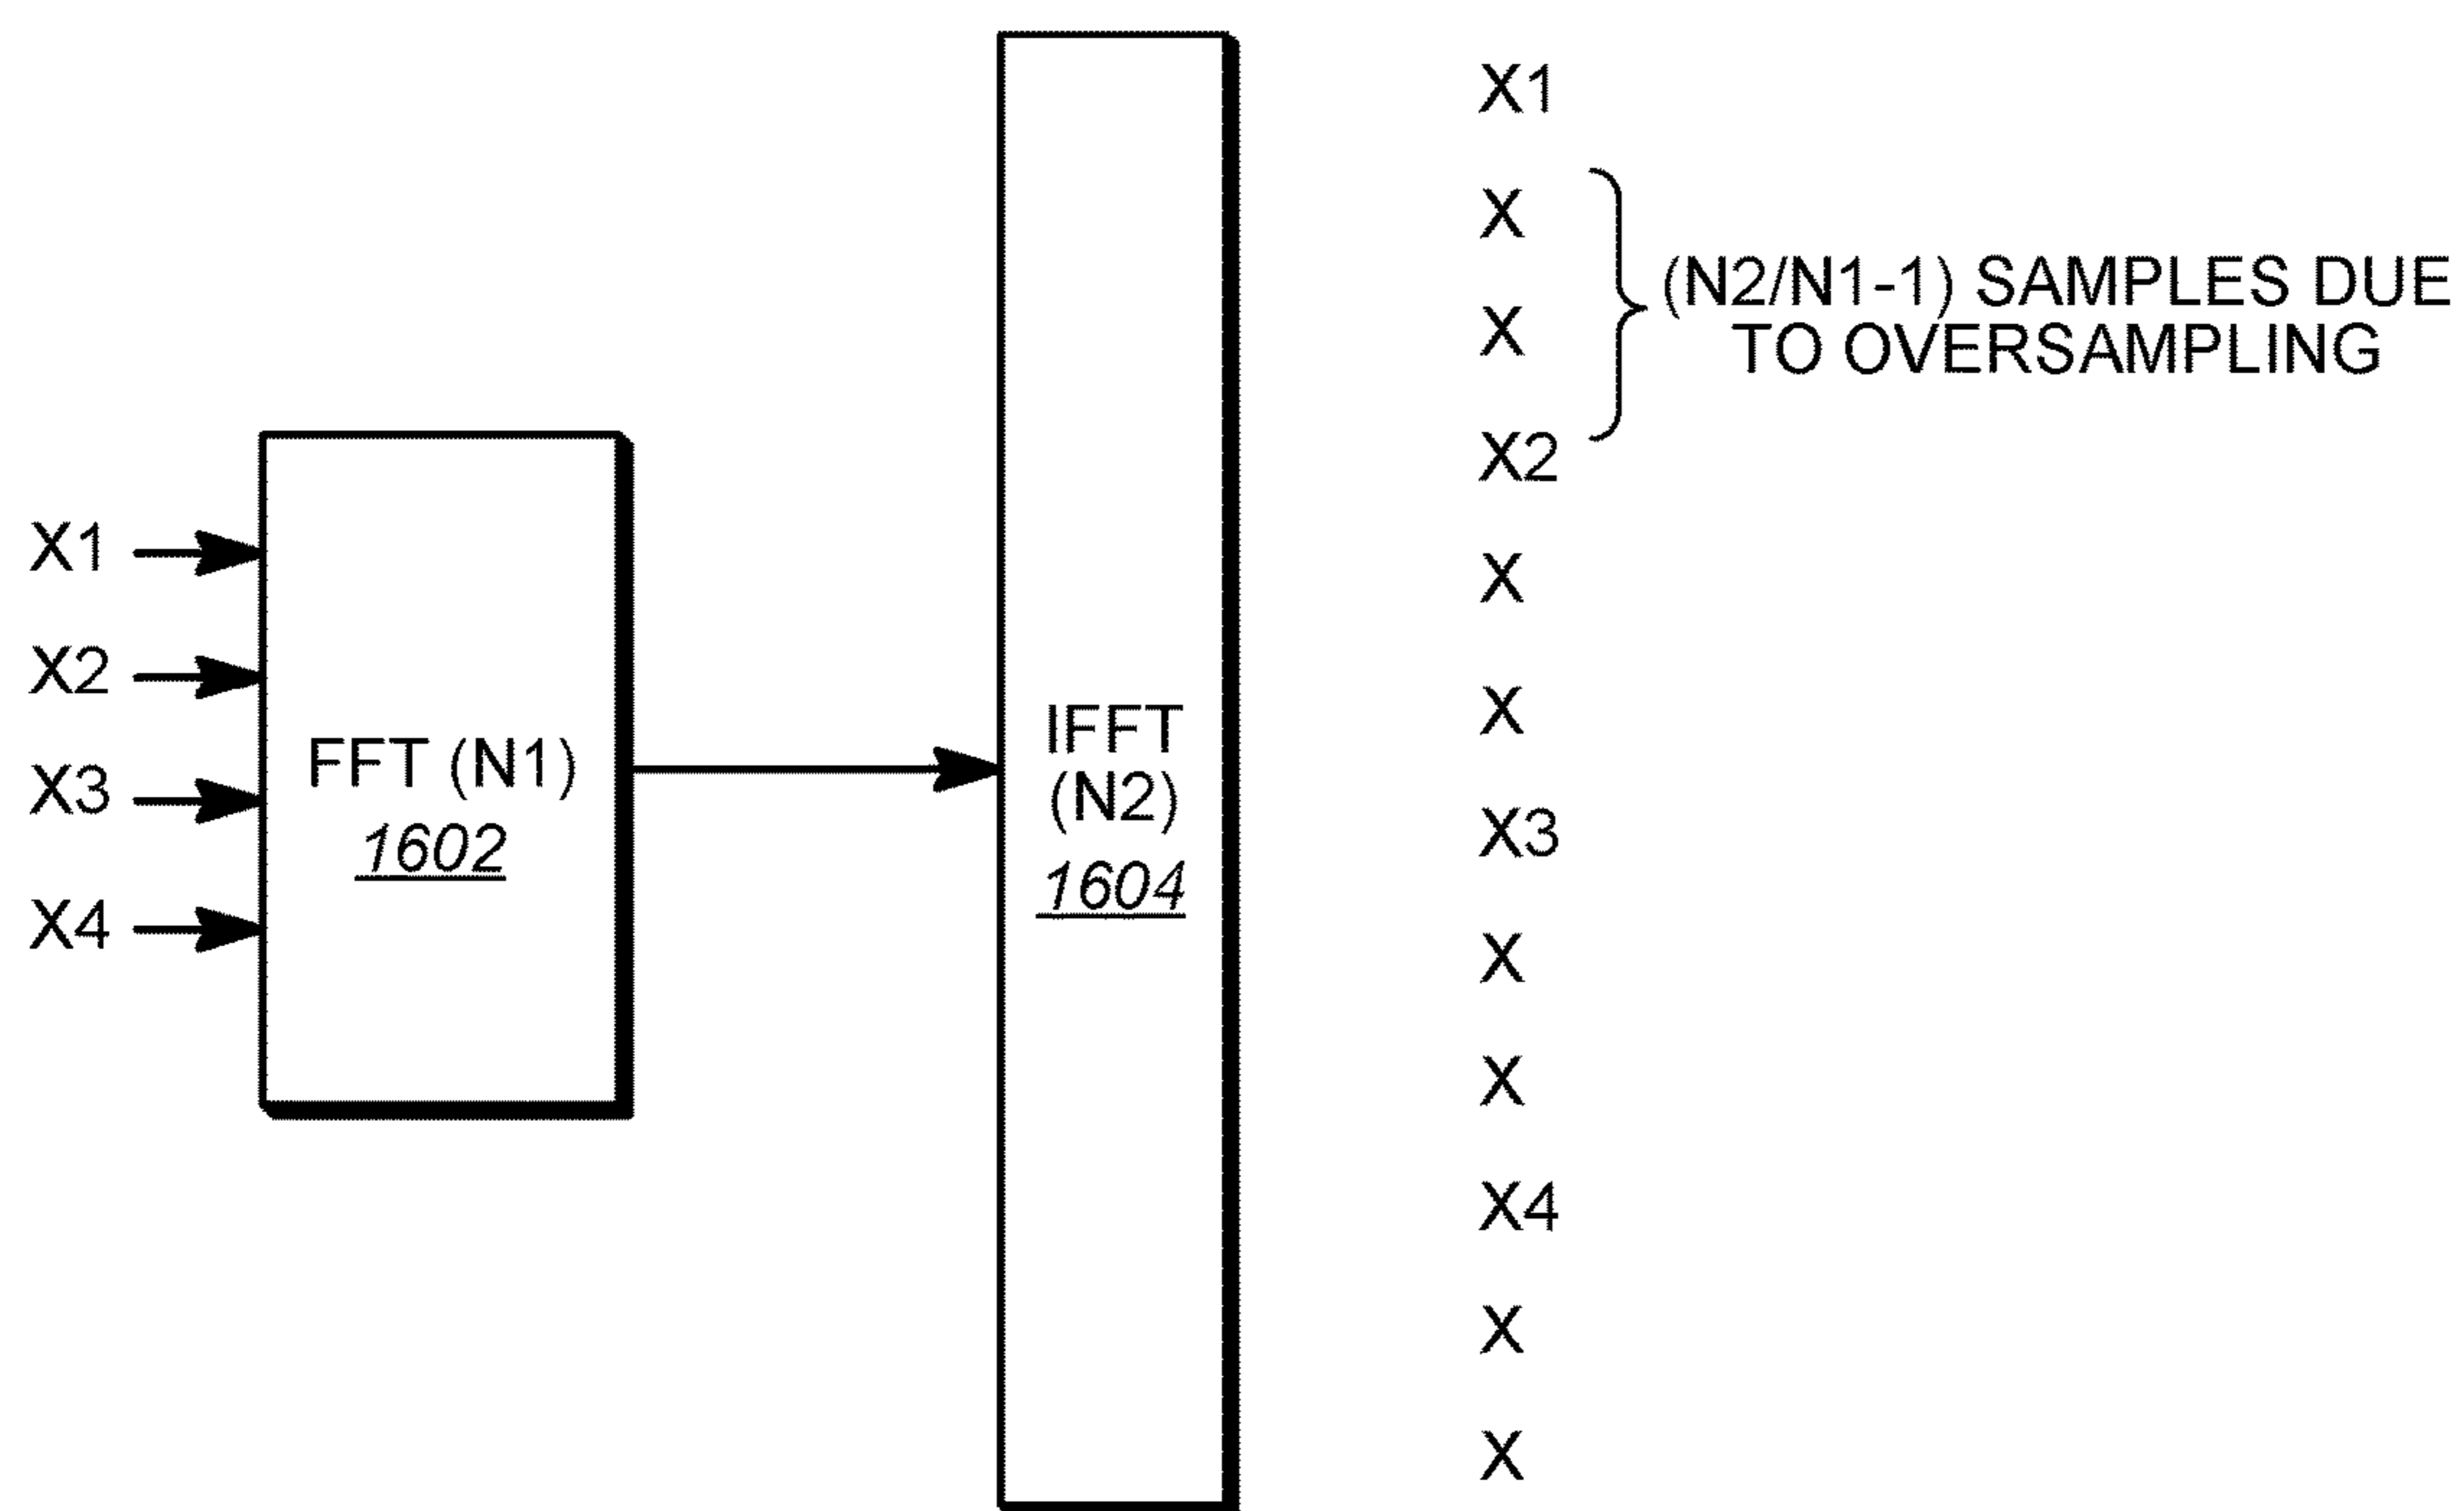 X1
X2
X3
X4
FFT (N1)
1602
IFFT
(N2)
1604
X1
X
X
X2
X
X
X3
X
X
X4
X
X
(N2/N1-1) SAMPLES DUE
TO OVERSAMPLING